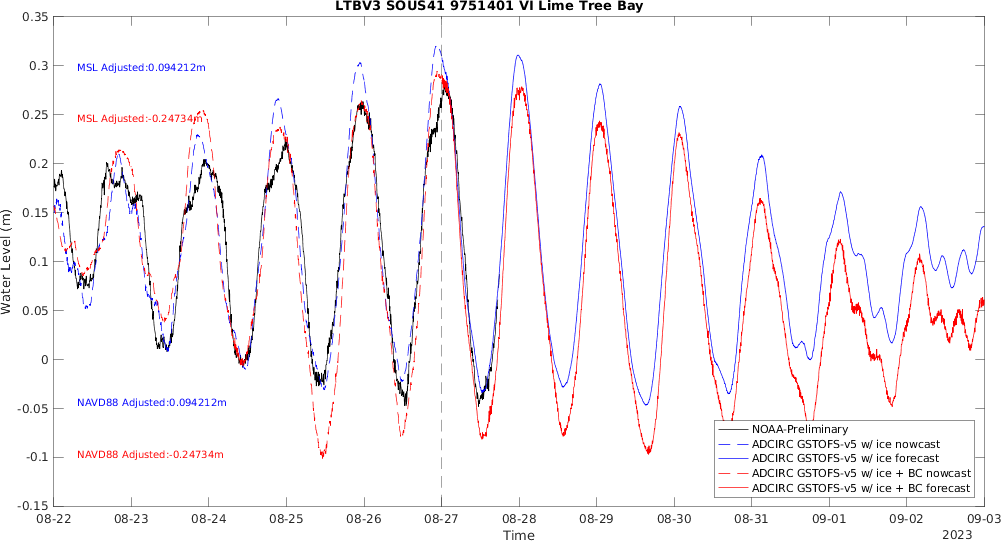 LTBV3 SOUS41 9751401 VI Lime Tree Bay
0.35
0.3
0.25
0.2
0.15
0.1
0.05
0
-0.05
-0.1
-0.15
Water Level (m)
MSL Adjusted:0.094212m
MSL Adjusted:-0.24734m
NAVD88 Adjusted:0.094212m
NAVD88 Adjusted:-0.24734m
NOAA-Preliminary
ADCIRC GSTOFS-v5 w/ ice nowcast
ADCIRC GSTOFS-v5 w/ ice forecast
ADCIRC GSTOFS-v5 w/ ice + BC nowcast
ADCIRC GSTOFS-v5 w/ ice + BC forecast
08-22 08-23 08-24 08-25 08-26 08-27 08-28 08-29 08-30 08-31 09-01 09-02 09-03
Time
2023